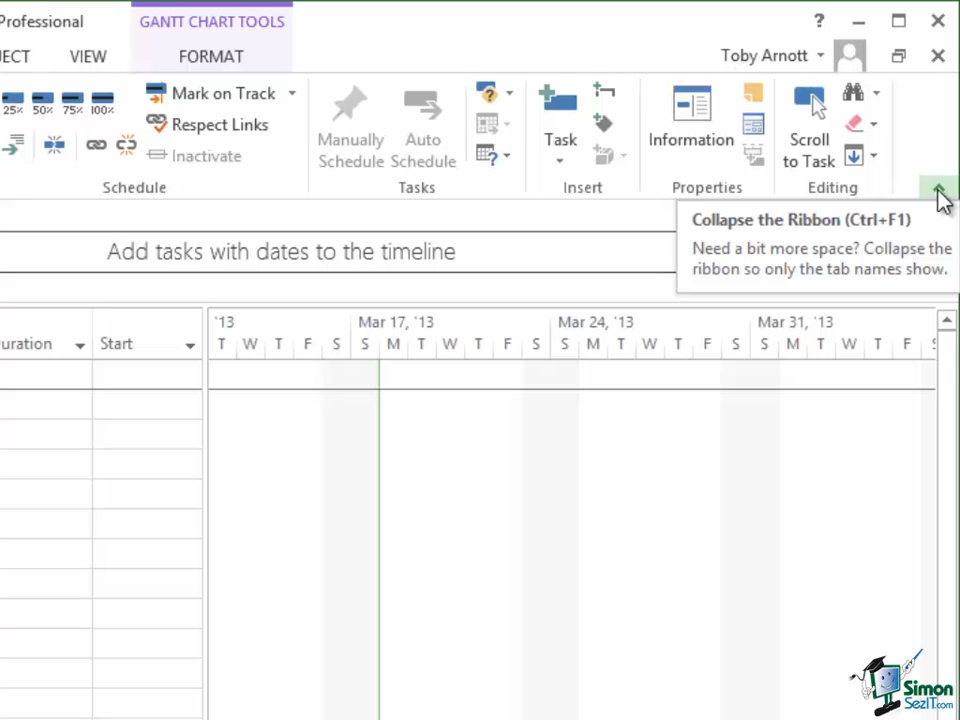 Professional
GANTT CHART TOOLS
?
JECT
VIEW
FORMAT
Toby Arnott
25%
50%
75%
100%
Mark on Track
Respect Links
Inactivate
Schedule
Manually
Schedule
Auto
Schedule
Tasks
Task
Insert
Information
Properties
Scroll
to Task
Editing
Collapse the Ribbon (Ctrl+F1)
Need a bit more space? Collapse the
ribbon so only the tab names show.
Add tasks with dates to the timeline
uration
Start
'13
Mar 17, '13
Mar 24, '13
Mar 31, '13
T W T F S S M T W T F S S M T W T F S S M T W T F S
Simon
SezIT.com